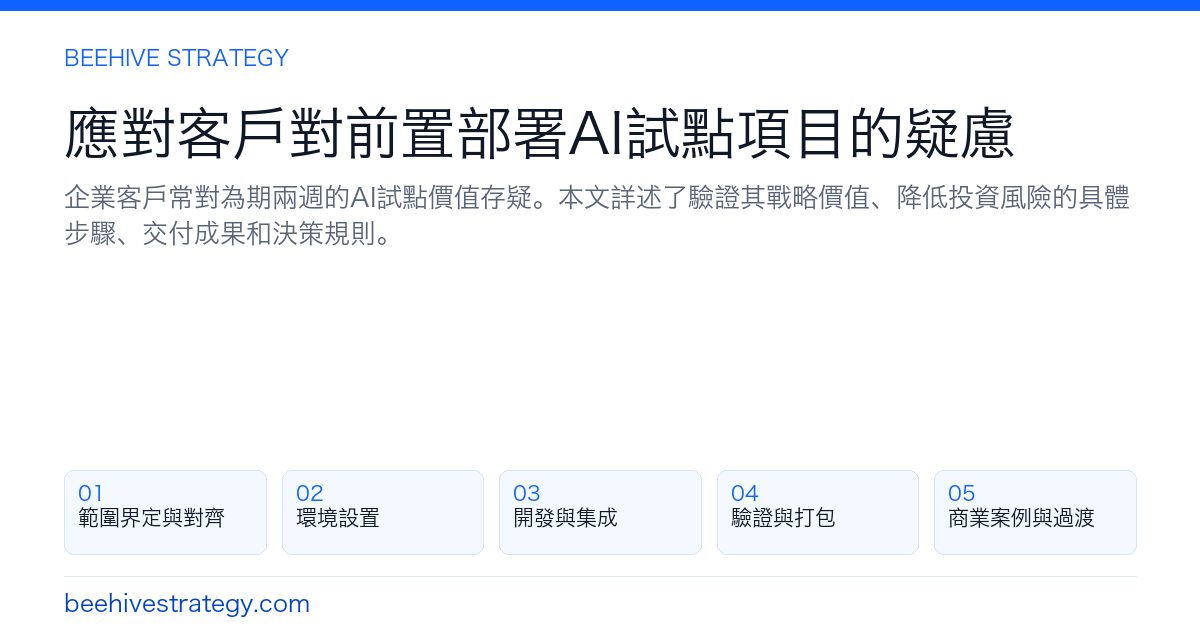 BEEHIVE STRATEGY
應對客戶對前置部署AI試點項目的疑慮
企業客戶常對為期兩週的AI試點價值存疑。本文詳述了驗證其戰略價值、降低投資風險的具體
步驟、交付成果和決策規則。
01
範圍界定與對齊
02
環境設置
03
開發與集成
04
驗證與打包
05
商業案例與過渡
beehivestrategy.com